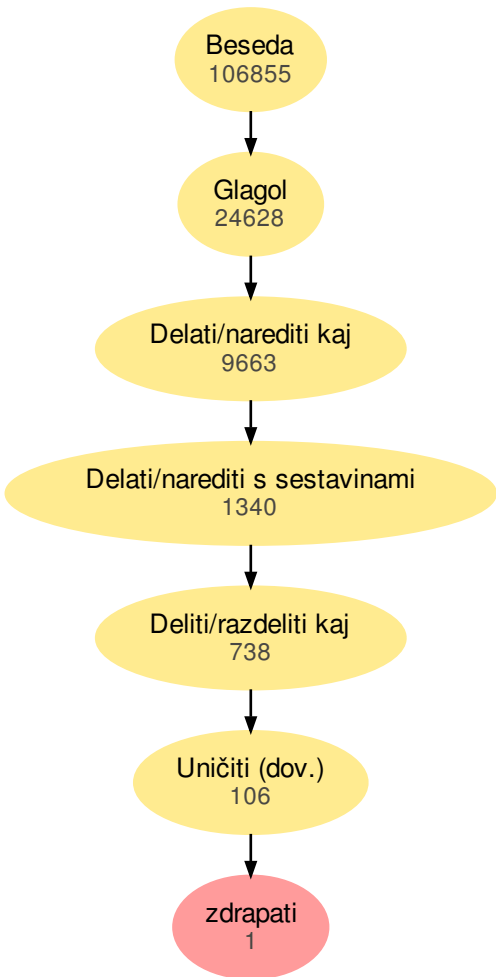 Beseda
106855
Glagol
24628
Delati/narediti kaj
9663
Delati/narediti s sestavinami
1340
Deliti/razdeliti kaj
738
Uničiti (dov.)
106
zdrapati
1